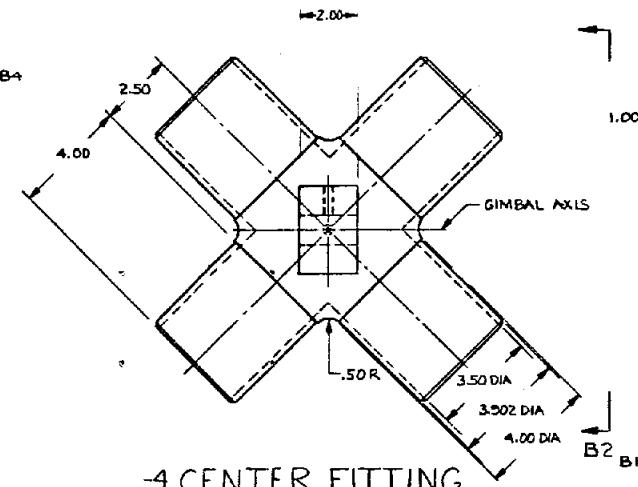 2.00
B4
2.50
1.00
4.00
GIMBAL AXIS
.50 R
3.50 DIA
3.902 DIA
4.00 DIA
B2
B1
-4 CENTER FITTING